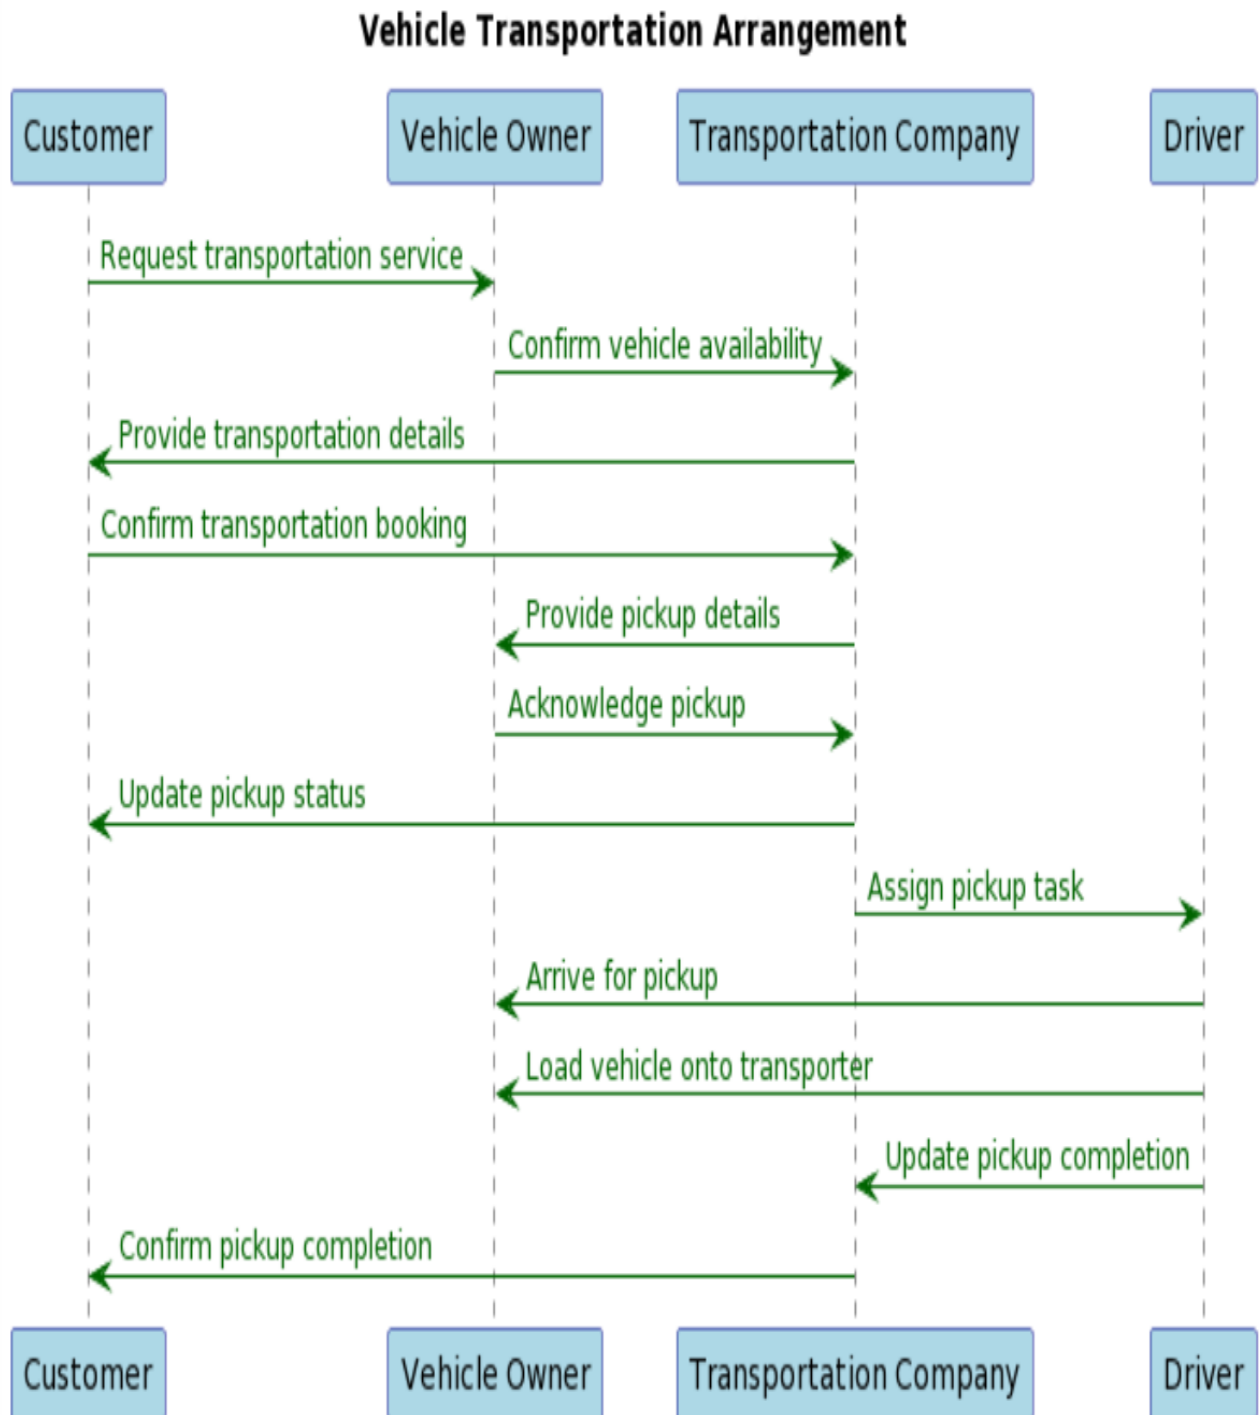 Vehicle Transportation Arrangement
Customer
Vehicle Owner
Transportation Company
Driver
Request transportation service
Confirm vehicle availability
Provide transportation details
Confirm transportation booking
Provide pickup details
Acknowledge pickup
Update pickup status
Assign pickup task
Arrive for pickup
Load vehicle onto transporter
Update pickup completion
Confirm pickup completion
Customer
Vehicle Owner
Transportation Company
Driver